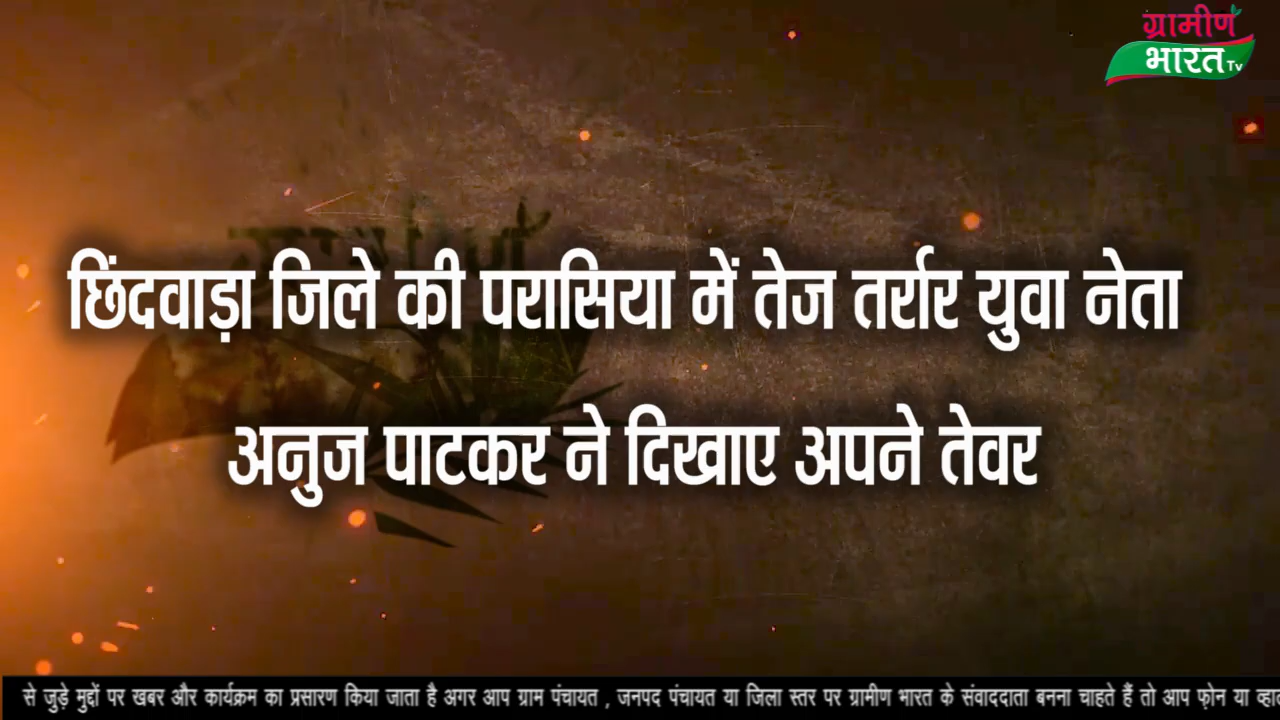 ग्रामीण
भारत Tv
छिंदवाड़ा जिले की परासिया में तेज तर्रार युवा नेता
अनुज पाटकर ने दिखाए अपने तेवर
से जुड़े मुद्दों पर खबर और कार्यक्रम का प्रसारण किया जाता है अगर आप ग्राम पंचायत , जनपद पंचायत या जिला स्तर पर ग्रामीण भारत के संवाददाता बनना चाहते हैं तो आप फ़ोन या